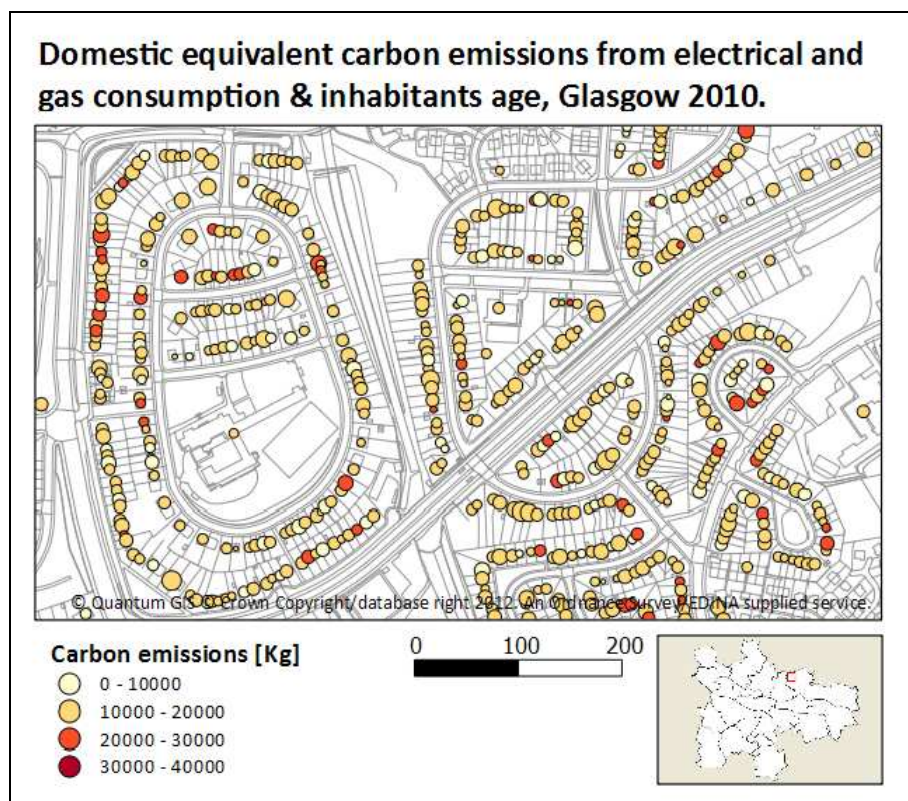 Domestic equivalent carbon emissions from electrical and
gas consumption & inhabitants age, Glasgow 2010.
© Quantum GIS © Crown Copyright/database right 2012. An Ordnance Survey/EDINA supplied service.
Carbon emissions [Kg]
0 - 10000
10000 - 20000
20000 - 30000
30000 - 40000
0 100 200